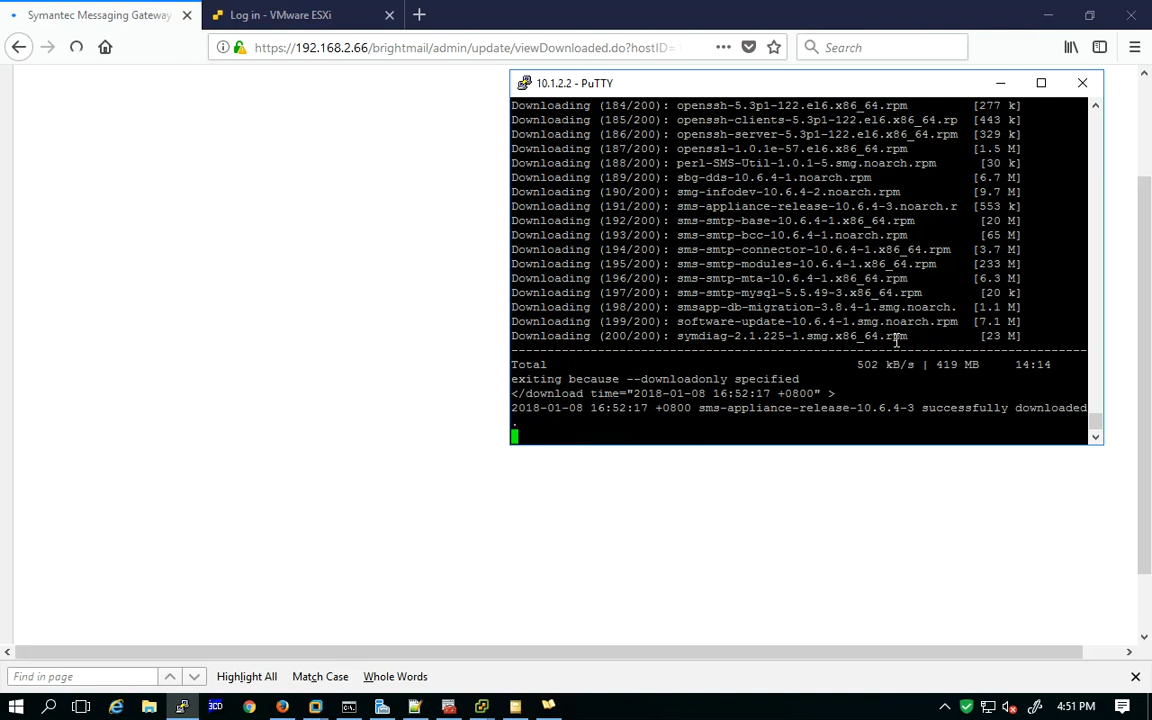 Symantec Messaging Gateway
Log in - VMware ESXi
https://192.168.2.66/brightmail/admin/update/viewDownloaded.do?hostID=
Search
10.1.2.2 - PuTTY
Downloading (184/200): openssh-5.3p1-122.el6.x86_64.rpm [277 k]
Downloading (185/200): openssh-clients-5.3p1-122.el6.x86_64.rp [443 k]
Downloading (186/200): openssh-server-5.3p1-122.el6.x86_64.rpm [329 k]
Downloading (187/200): openssl-1.0.1e-57.el6.x86_64.rpm [1.5 M]
Downloading (188/200): perl-SMS-Util-1.0.1-5.smg.noarch.rpm [30 k]
Downloading (189/200): sbg-dds-10.6.4-1.noarch.rpm [6.7 M]
Downloading (190/200): smg-infodev-10.6.4-2.noarch.rpm [9.7 M]
Downloading (191/200): sms-appliance-release-10.6.4-3.noarch.r [553 k]
Downloading (192/200): sms-smtp-base-10.6.4-1.x86_64.rpm [20 M]
Downloading (193/200): sms-smtp-bcc-10.6.4-1.noarch.rpm [65 M]
Downloading (194/200): sms-smtp-connector-10.6.4-1.x86_64.rpm [3.7 M]
Downloading (195/200): sms-smtp-modules-10.6.4-1.x86_64.rpm [233 M]
Downloading (196/200): sms-smtp-mta-10.6.4-1.x86_64.rpm [6.3 M]
Downloading (197/200): sms-smtp-mysql-5.5.49-3.x86_64.rpm [20 k]
Downloading (198/200): smsapp-db-migration-3.8.4-1.smg.noarch. [1.1 M]
Downloading (199/200): software-update-10.6.4-1.smg.noarch.rpm [7.1 M]
Downloading (200/200): symdiag-2.1.225-1.smg.x86_64.rpm [23 M]
--------------------------------------------------------------------------------
Total 502 kB/s | 419 MB 14:14
exiting because --downloadonly specified
</download time="2018-01-08 16:52:17 +0800" >
2018-01-08 16:52:17 +0800 sms-appliance-release-10.6.4-3 successfully downloaded
.
Find in page
Highlight All
Match Case
Whole Words
4:51 PM